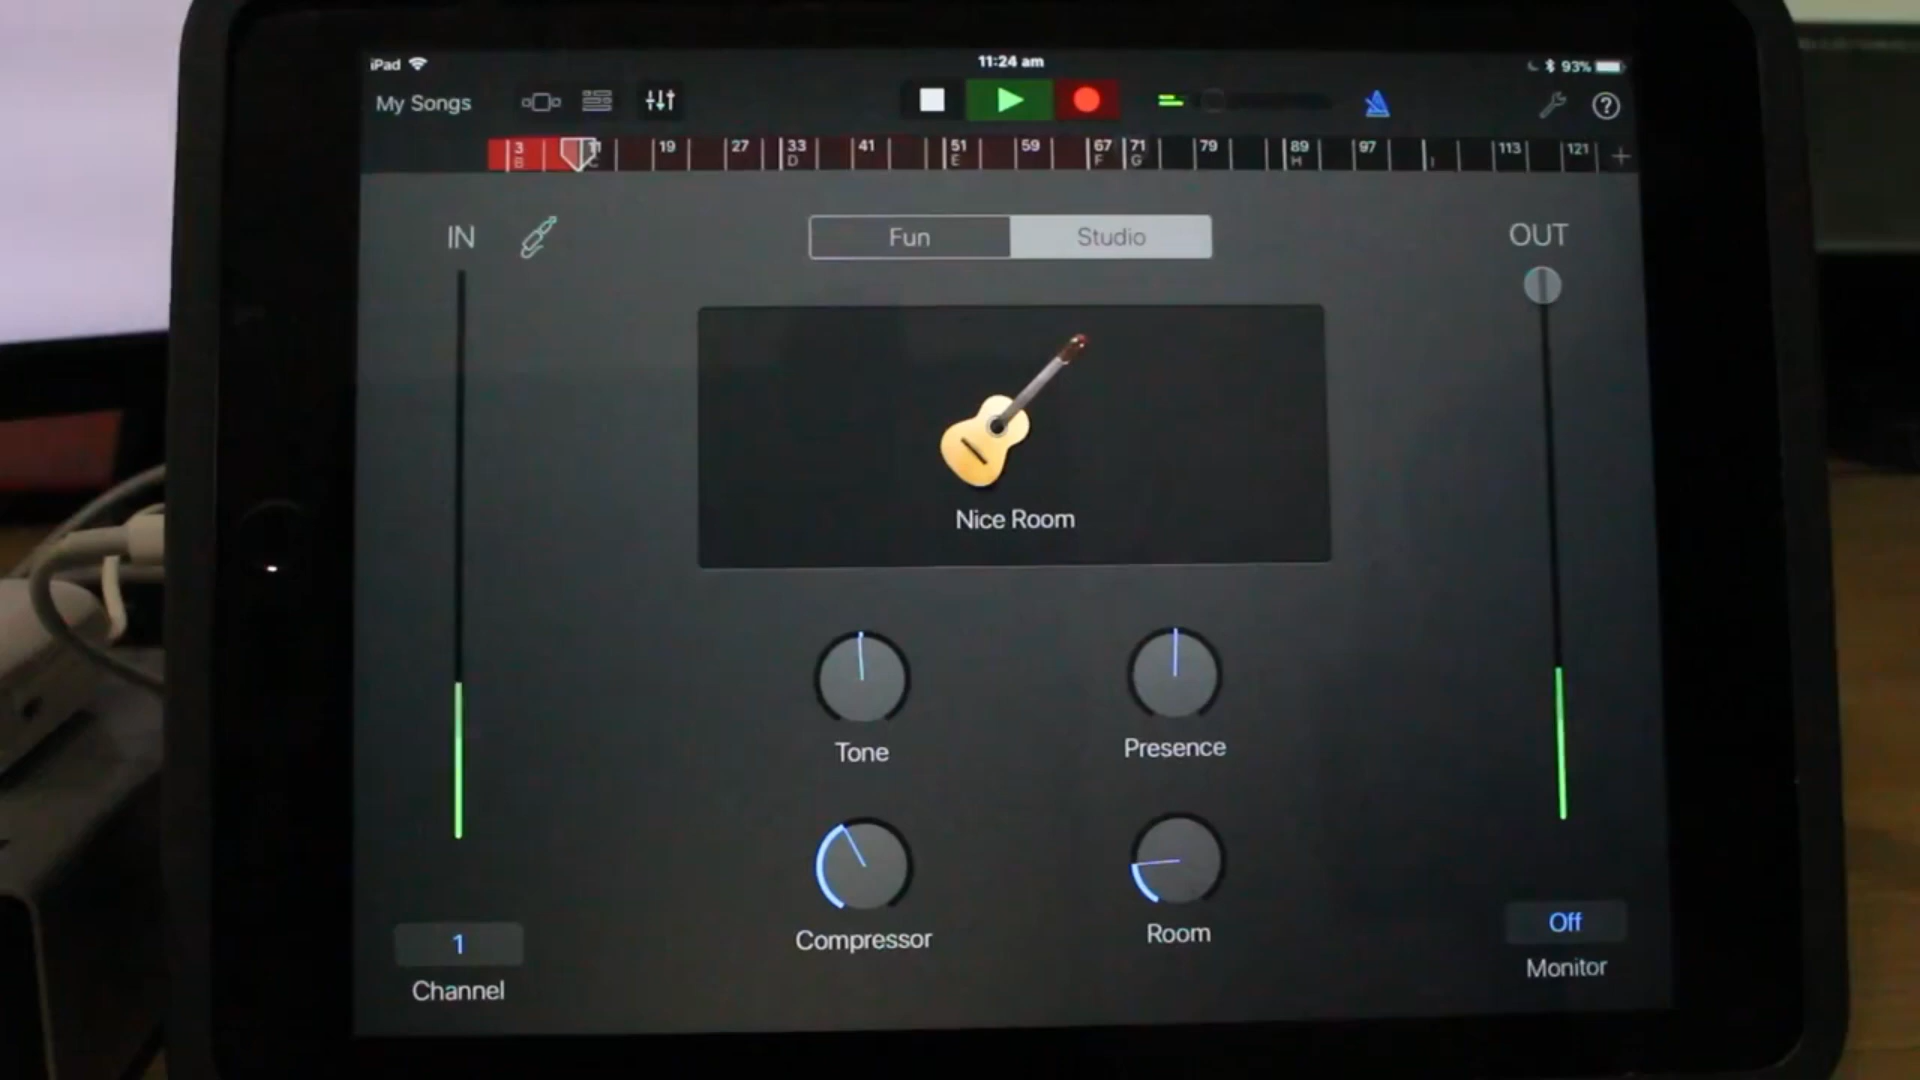 iPad 11:24 am 93%
My Songs
3 11 19 27 33 41 51 59 67 71 79 89 97 113 121
B C D E F G H I
IN Fun Studio OUT
Nice Room
Tone Presence
Compressor Room
1 Off
Channel Monitor